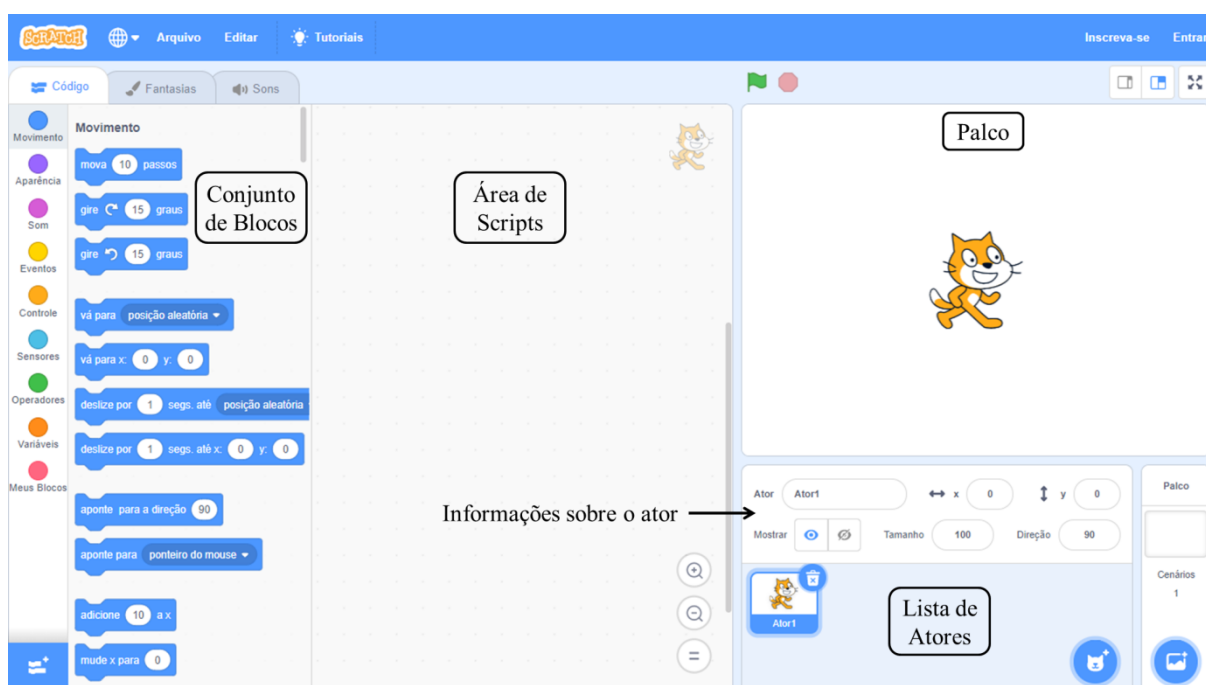 SCRATCH Arquivo Editar Tutoriais Inscreva-se Entrar
Código Fantasias Sons
Movimento
Aparência
Som
Eventos
Controle
Sensores
Operadores
Variáveis
Meus Blocos
Movimento
mova 10 passos
gire 15 graus
gire 15 graus
vá para posição aleatória
vá para x: 0 y: 0
deslize por 1 segs. até posição aleatória
deslize por 1 segs. até x: 0 y: 0
aponte para a direção 90
aponte para ponteiro do mouse
adicione 10 a x
mude x para 0
Conjunto
de Blocos
Área de
Scripts
Palco
Informações sobre o ator
Ator Ator1 x 0 y 0
Mostrar Tamanho 100 Direção 90
Ator1
Lista de
Atores
Palco
Cenários
1